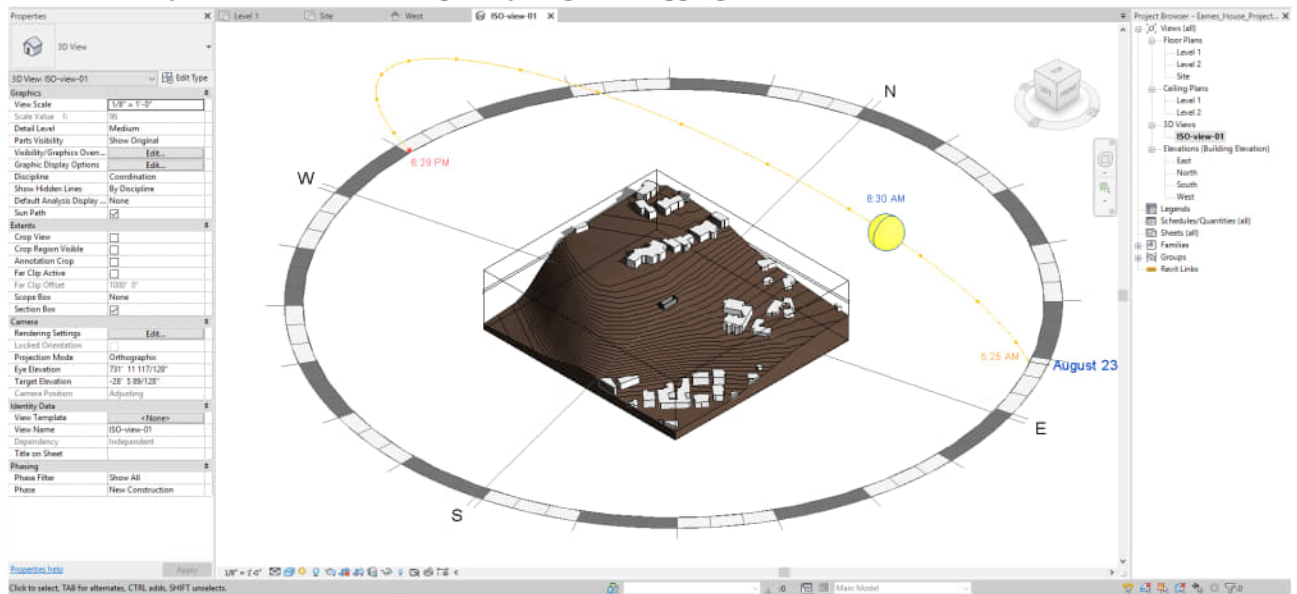 Properties
Level 1
Site
West
ISO-view-01
Project Browser - Eames_House_Project...
3D View
3D View: ISO-view-01
Edit Type
Graphics
View Scale 1/8" = 1'-0"
Scale Value 1: 96
Detail Level Medium
Parts Visibility Show Original
Visibility/Graphics Overr... Edit...
Graphic Display Options Edit...
Discipline Coordination
Show Hidden Lines By Discipline
Default Analysis Display ... None
Sun Path
Extents
Crop View
Crop Region Visible
Annotation Crop
Far Clip Active
Far Clip Offset 1000' 0"
Scope Box None
Section Box
Camera
Rendering Settings Edit...
Locked Orientation
Projection Mode Orthographic
Eye Elevation 731' 11 117/128"
Target Elevation -28' 5 89/128"
Camera Position Adjusting
Identity Data
View Template <None>
View Name ISO-view-01
Dependency Independent
Title on Sheet
Phasing
Phase Filter Show All
Phase New Construction
Properties help
Apply
N
6:29 PM
W
8:30 AM
5:25 AM
August 23
E
S
Views (all)
Floor Plans
Level 1
Level 2
Site
Ceiling Plans
Level 1
Level 2
3D Views
ISO-view-01
Elevations (Building Elevation)
East
North
South
West
Legends
Schedules/Quantities (all)
Sheets (all)
Families
Groups
Revit Links
1/8" = 1'-0"
Click to select, TAB for alternates, CTRL adds, SHIFT unselects.
:0
Main Model
:0